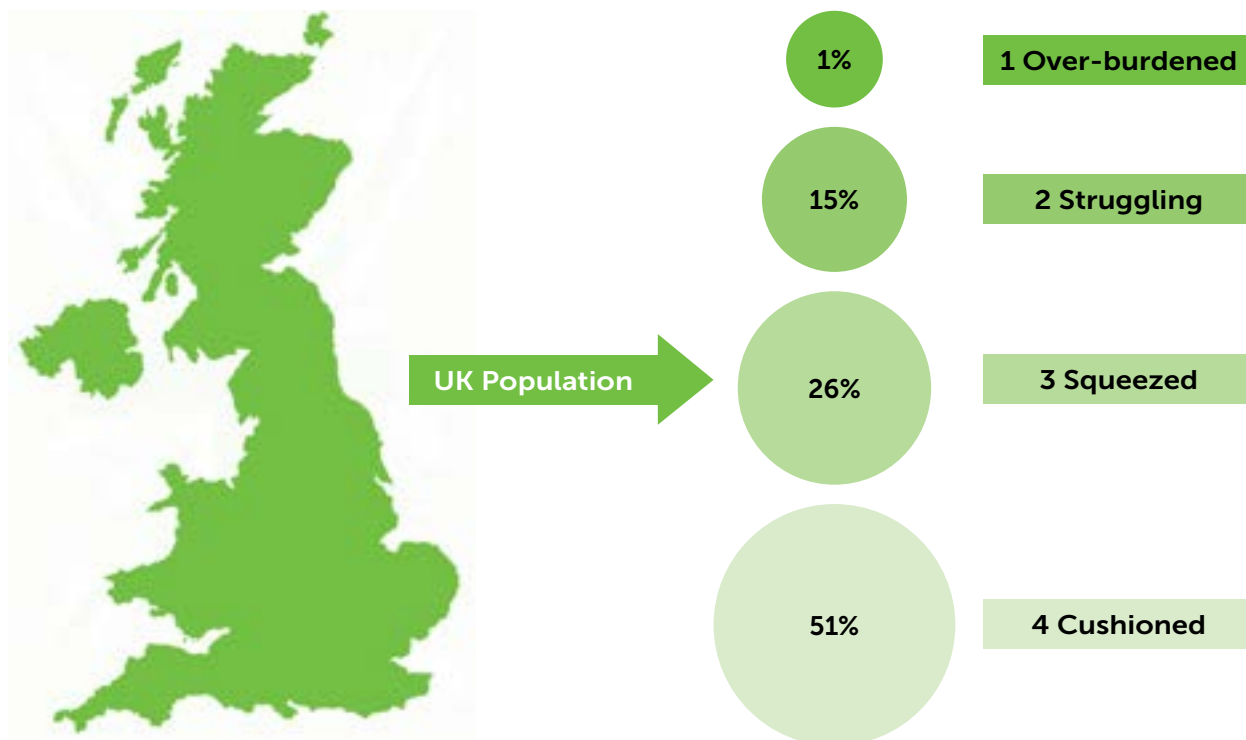 1%
1 Over-burdened
15%
2 Struggling
UK Population
26%
3 Squeezed
51%
4 Cushioned